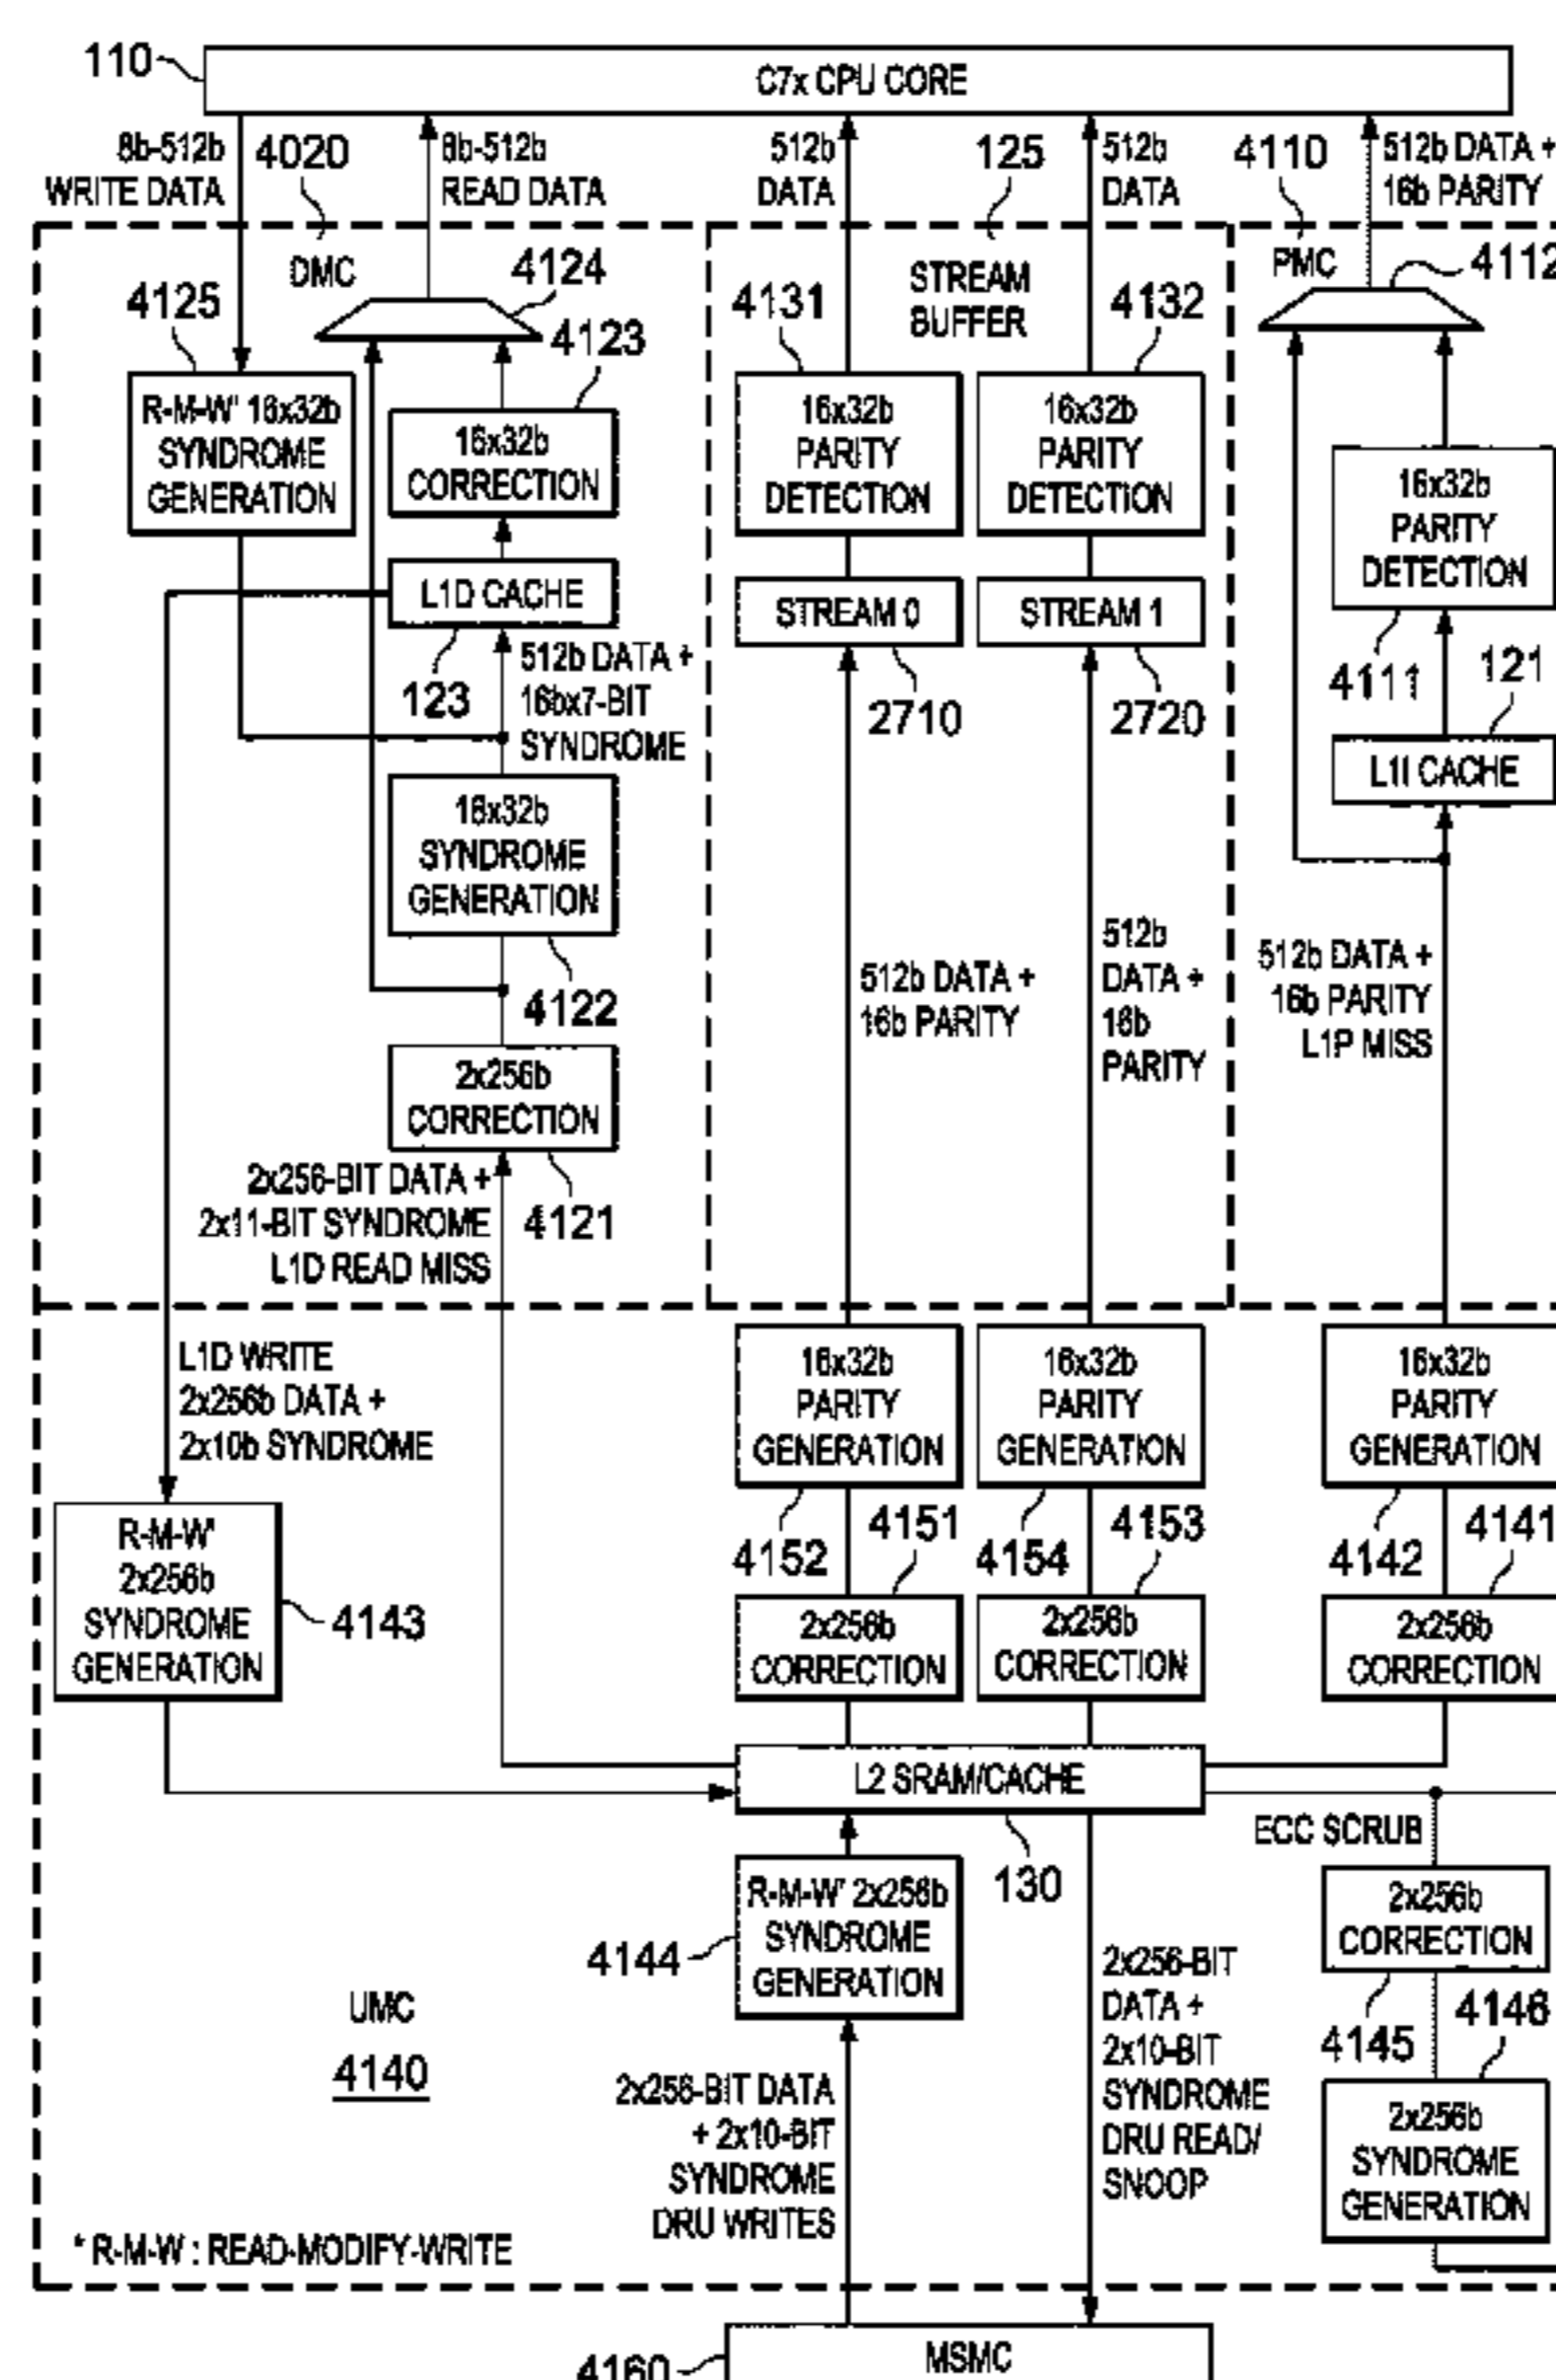 110
C7x CPU CORE
8b-512b
WRITE DATA
4020
8b-512b
READ DATA
512b
DATA
125
512b
DATA
4110
512b DATA +
16b PARITY
DMC
4124
4125
4123
R-M-W* 16x32b
SYNDROME
GENERATION
16x32b
CORRECTION
L1D CACHE
123
512b DATA +
16bx7-BIT
SYNDROME
16x32b
SYNDROME
GENERATION
4122
2x256b
CORRECTION
2x256-BIT DATA +
2x11-BIT SYNDROME
L1D READ MISS
4121
STREAM
BUFFER
4131
4132
16x32b
PARITY
DETECTION
16x32b
PARITY
DETECTION
STREAM 0
STREAM 1
2710
2720
512b DATA +
16b PARITY
512b
DATA +
16b
PARITY
PMC
4112
16x32b
PARITY
DETECTION
4111
121
L1I CACHE
512b DATA +
16b PARITY
L1P MISS
L1D WRITE
2x256b DATA +
2x10b SYNDROME
R-M-W*
2x256b
SYNDROME
GENERATION
4143
16x32b
PARITY
GENERATION
16x32b
PARITY
GENERATION
16x32b
PARITY
GENERATION
4152
4151
4154
4153
4142
4141
2x256b
CORRECTION
2x256b
CORRECTION
2x256b
CORRECTION
L2 SRAM/CACHE
130
ECC SCRUB
R-M-W* 2x256b
SYNDROME
GENERATION
4144
2x256b
CORRECTION
4145
4146
2x256b
SYNDROME
GENERATION
UMC
4140
2x256-BIT DATA
+ 2x10-BIT
SYNDROME
DRU WRITES
2x256-BIT
DATA +
2x10-BIT
SYNDROME
DRU READ/
SNOOP
* R-M-W : READ-MODIFY-WRITE
4160
MSMC